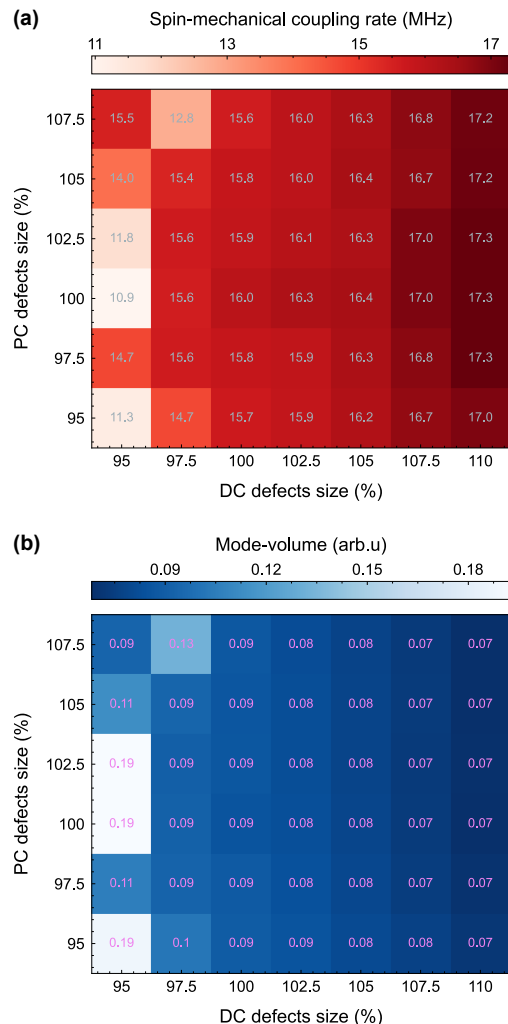 (a)
Spin-mechanical coupling rate (MHz)
11 13 15 17
107.5 15.5 12.8 15.6 16.0 16.3 16.8 17.2
105 14.0 15.4 15.8 16.0 16.4 16.7 17.2
102.5 11.8 15.6 15.9 16.1 16.3 17.0 17.3
100 10.9 15.6 16.0 16.3 16.4 17.0 17.3
97.5 14.7 15.6 15.8 15.9 16.3 16.8 17.3
95 11.3 14.7 15.7 15.9 16.2 16.7 17.0
PC defects size (%)
95 97.5 100 102.5 105 107.5 110
DC defects size (%)
(b)
Mode-volume (arb.u)
0.09 0.12 0.15 0.18
107.5 0.09 0.13 0.09 0.08 0.08 0.07 0.07
105 0.11 0.09 0.09 0.08 0.08 0.07 0.07
102.5 0.19 0.09 0.09 0.08 0.08 0.07 0.07
100 0.19 0.09 0.09 0.08 0.08 0.07 0.07
97.5 0.11 0.09 0.09 0.08 0.08 0.07 0.07
95 0.19 0.1 0.09 0.09 0.08 0.08 0.07
PC defects size (%)
95 97.5 100 102.5 105 107.5 110
DC defects size (%)